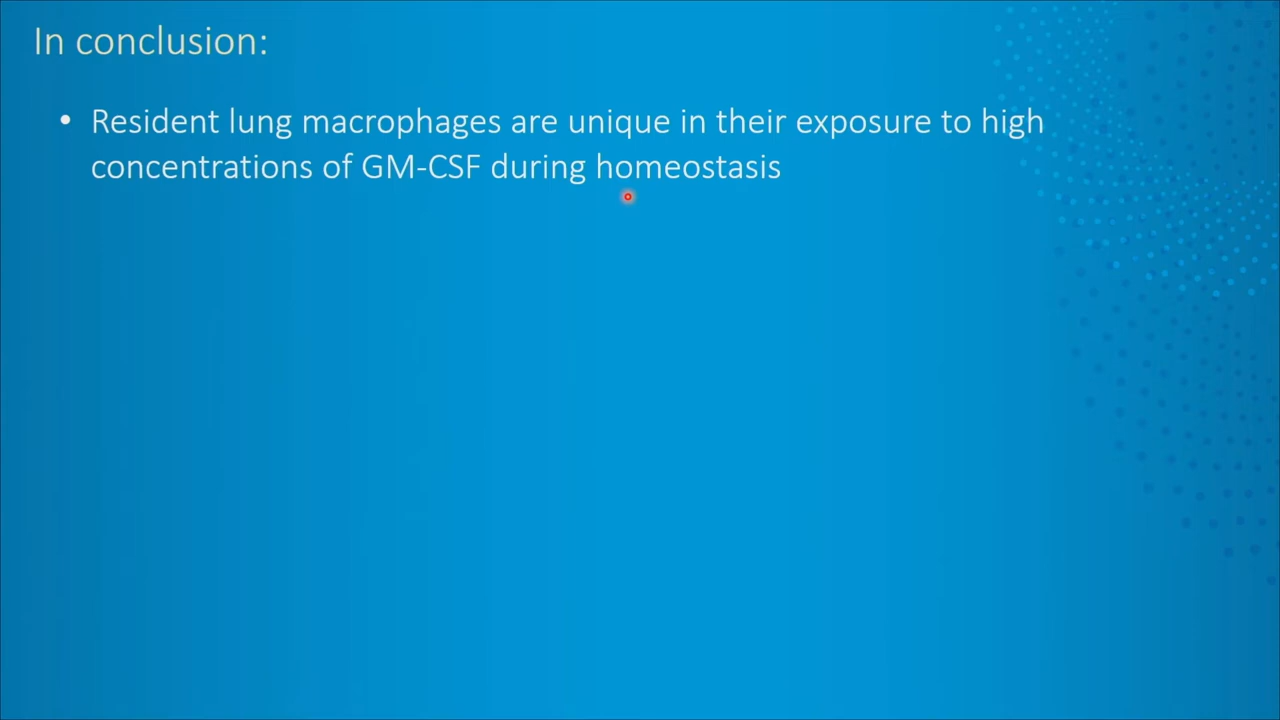 In conclusion:
• Resident lung macrophages are unique in their exposure to high
concentrations of GM-CSF during homeostasis